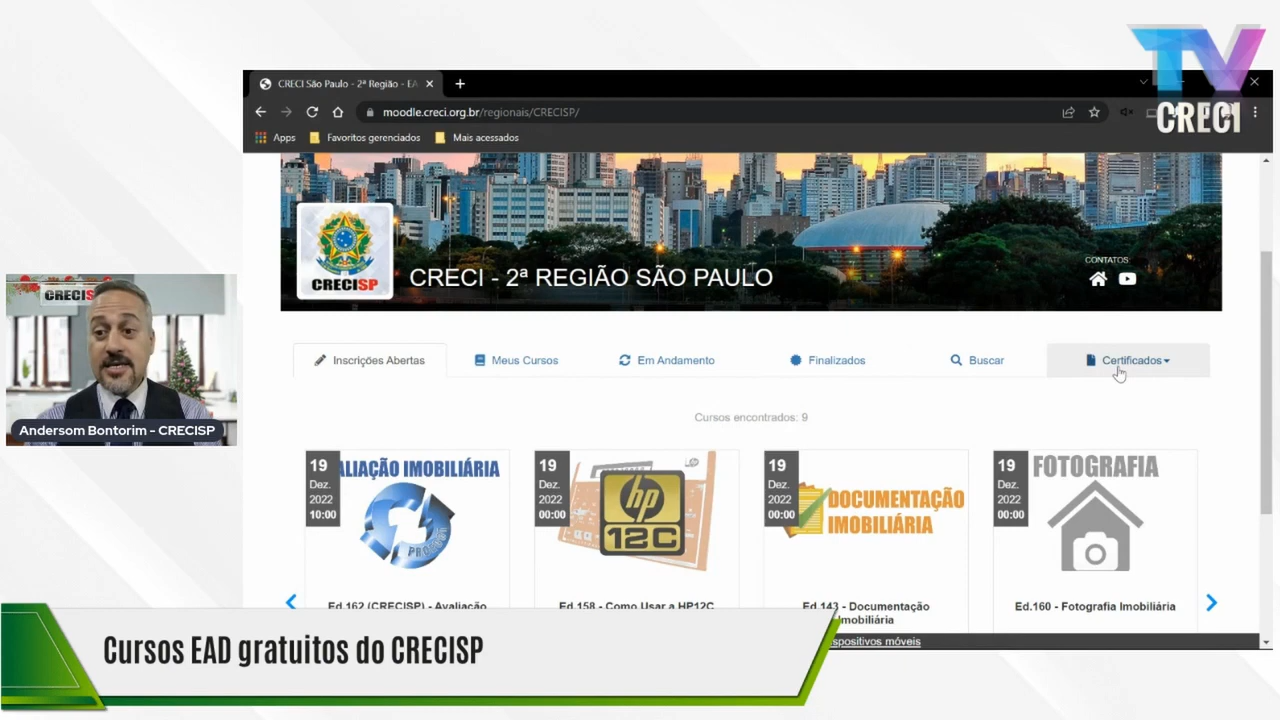 TV
CRECI
CRECI São Paulo - 2ª Região - EA
moodle.creci.org.br/regionais/CRECISP/
Apps
Favoritos gerenciados
Mais acessados
CRECISP
CRECI - 2ª REGIÃO SÃO PAULO
CONTATOS
Inscrições Abertas
Meus Cursos
Em Andamento
Finalizados
Buscar
Certificados
Cursos encontrados: 9
19
Dez.
2022
10:00
ALIAÇÃO IMOBILIÁRIA
19
Dez.
2022
00:00
hp
12C
19
Dez.
2022
00:00
DOCUMENTAÇÃO
IMOBILIÁRIA
19
Dez.
2022
00:00
FOTOGRAFIA
Ed.162 (CRECISP) - Avaliação
Ed.158 - Como Usar a HP12C
Ed.143 - Documentação
mobiliária
Ed.160 - Fotografia Imobiliária
spositivos móveis
CRECIS
Andersom Bontorim - CRECISP
Cursos EAD gratuitos do CRECISP